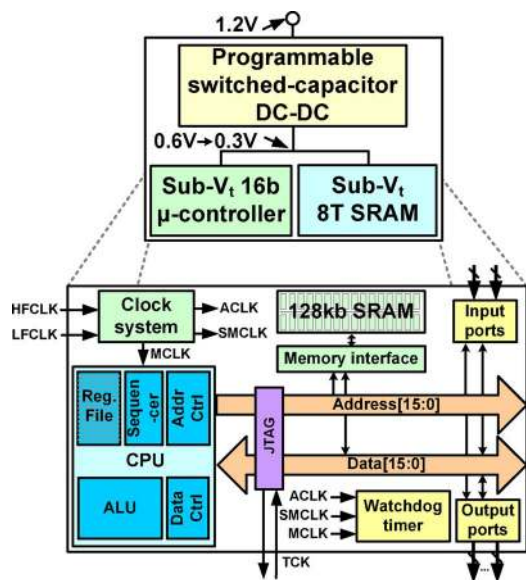 1.2V
Programmable
switched-capacitor
DC-DC
0.6V→0.3V
Sub-Vt 16b
μ-controller
Sub-Vt
8T SRAM
HFCLK
LFCLK
Clock
system
ACLK
SMCLK
MCLK
128kb SRAM
Memory interface
Input
ports
Reg.
File
Sequen
-cer
Addr
Ctrl
CPU
ALU
Data
Ctrl
JTAG
Address[15:0]
Data[15:0]
ACLK
SMCLK
MCLK
Watchdog
timer
Output
ports
TCK
...